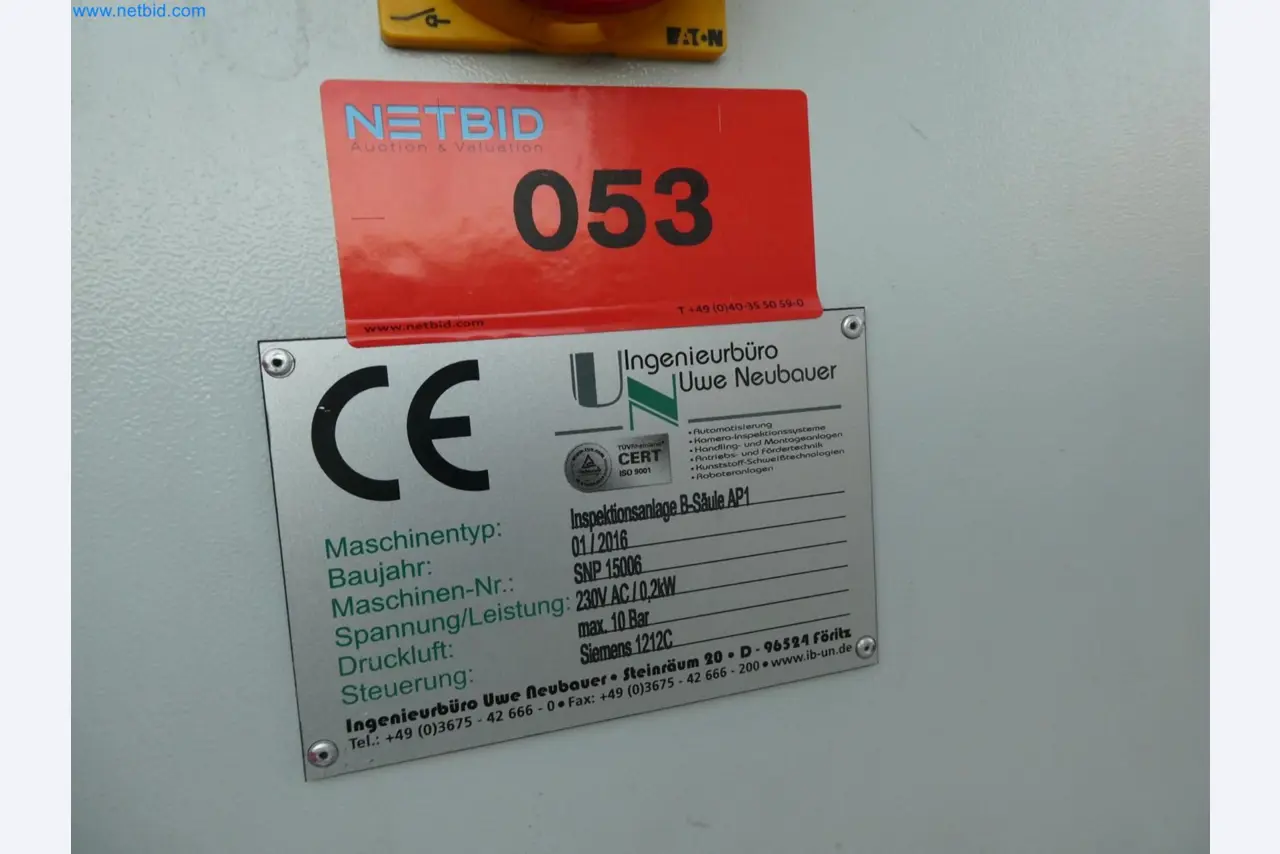 www.netbid.com
EATON
NETBID
Auction & Valuation
053
www.netbid.com
T +49 (0)40-35 50 59-0
CE
UN Ingenieurbüro
Uwe Neubauer
• Automatisierung
• Kamera-Inspektionssysteme
• Handling- und Montageanlagen
• Antriebs- und Fördertechnik
• Kunststoff-Schweißtechnologien
• Roboteranlagen
CERT
ISO 9001
Maschinentyp: Inspektionsanlage B-Säule AP1
Baujahr: 01 / 2016
Maschinen-Nr.: SNP 15006
Spannung/Leistung: 230V AC / 0,2kW
Druckluft: max. 10 Bar
Steuerung: Siemens 1212C
Ingenieurbüro Uwe Neubauer • Steinräum 20 • D - 96524 Föritz
Tel.: +49 (0)3675 - 42 666 - 0 • Fax: +49 (0)3675 - 42 666 - 200 • www.ib-un.de